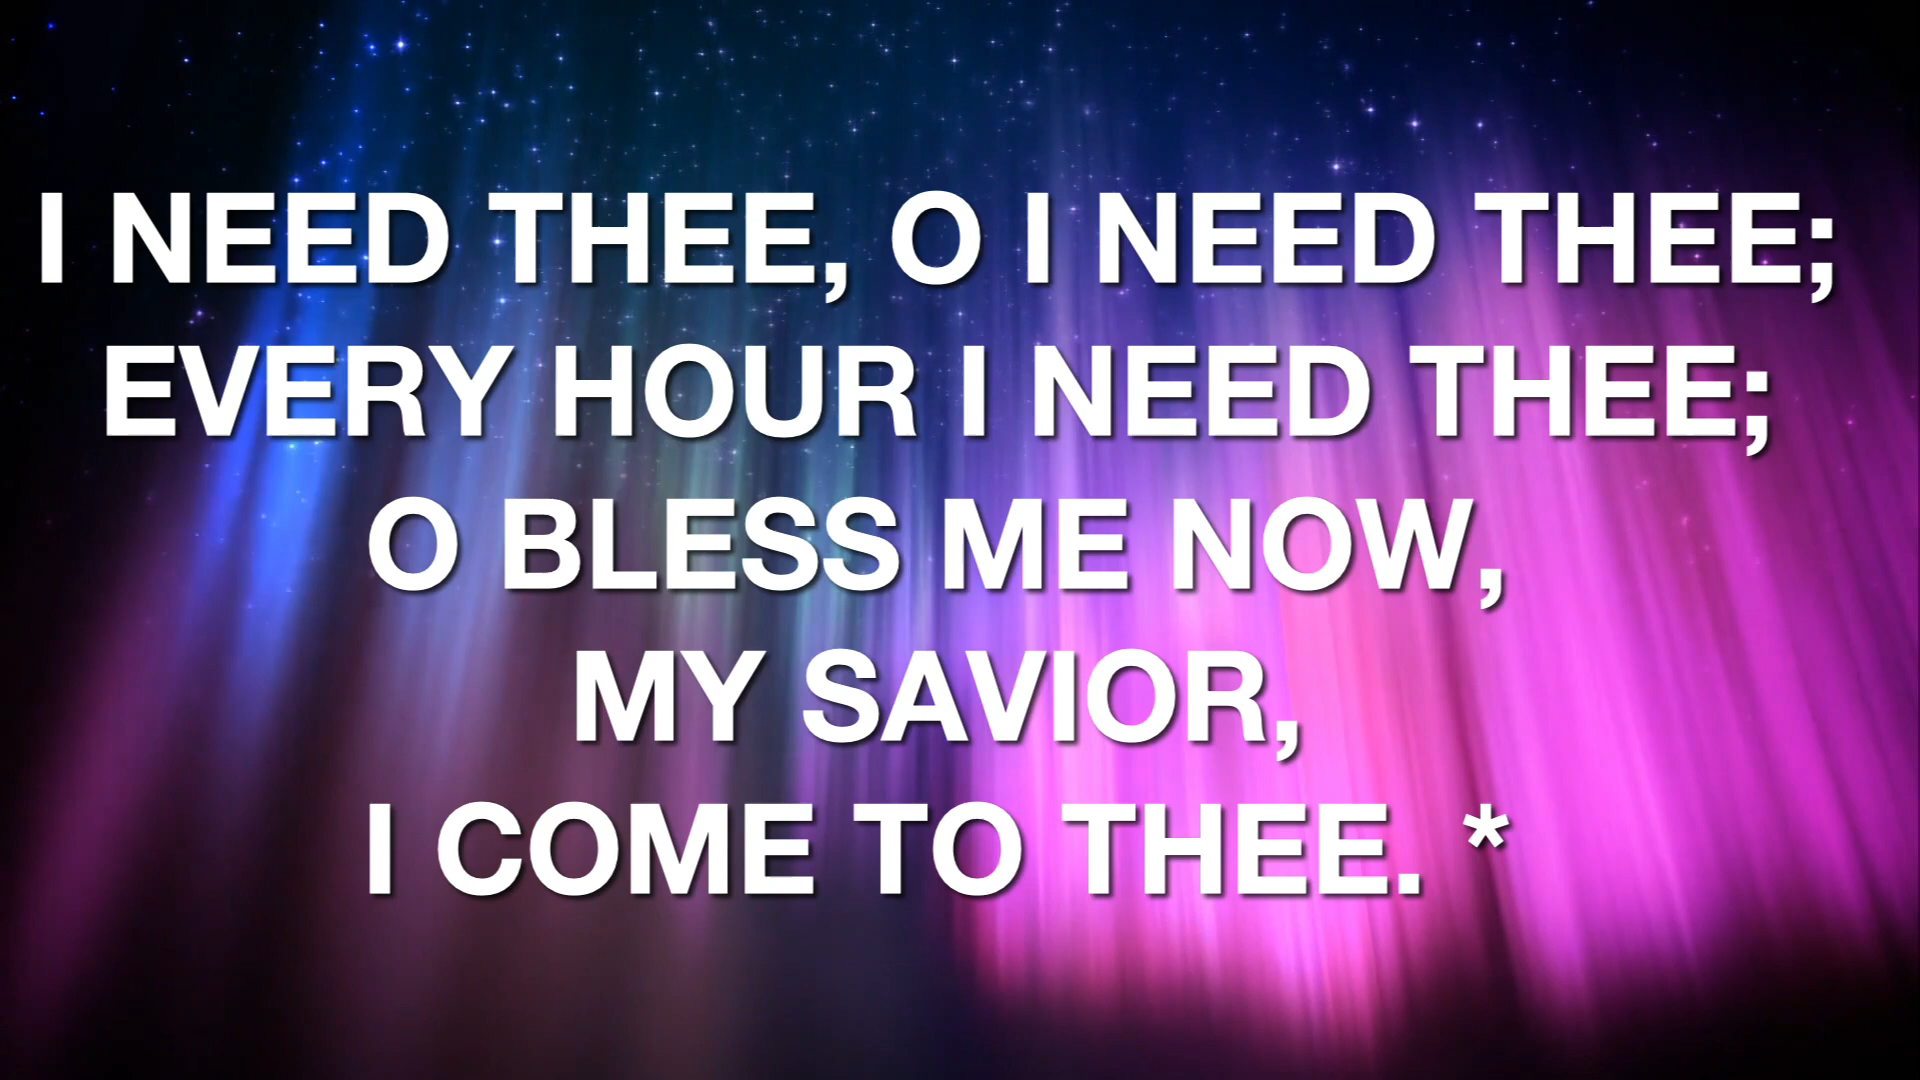 I NEED THEE, O I NEED THEE;
EVERY HOUR I NEED THEE;
O BLESS ME NOW,
MY SAVIOR,
I COME TO THEE. *